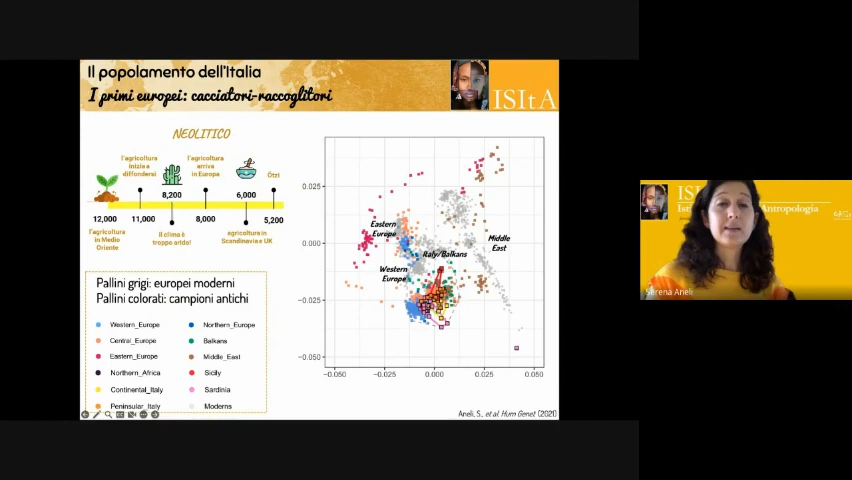 Il popolamento dell'Italia
I primi europei: cacciatori-raccoglitori
ISItA
NEOLITICO
l'agricoltura
inizia a
diffondersi
8,200
l'agricoltura
arriva
in Europa
6,000
Ötzi
12,000
11,000
8,000
5,200
l'agricoltura
in Medio
Oriente
Il clima è
troppo arido!
agricoltura in
Scandinavia e UK
Pallini grigi: europei moderni
Pallini colorati: campioni antichi
Western_Europe
Northern_Europe
Central_Europe
Balkans
Eastern_Europe
Middle_East
Northern_Africa
Sicily
Continental_Italy
Sardinia
Peninsular_Italy
Moderns
0.025
0.000
−0.025
−0.050
−0.050
−0.025
0.000
0.025
0.050
Eastern
Europe
Italy/Balkans
Middle
East
Western
Europe
Aneli, S., et al. Hum Genet (2021)
Serena Aneli